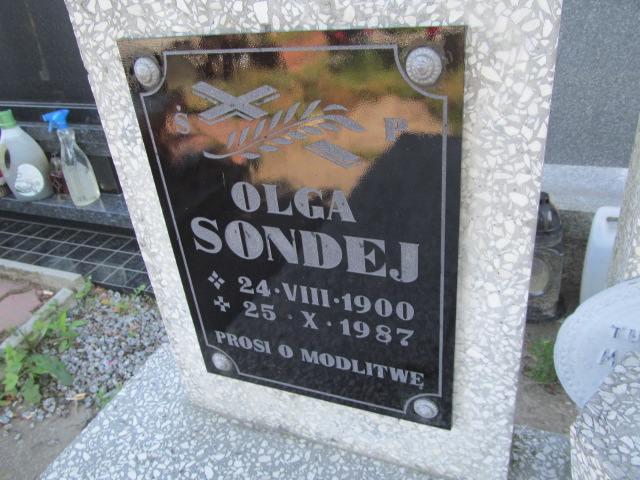 Ś P
OLGA
SONDEJ
24·VIII·1900
25·X·1987
PROSI O MODLITWĘ